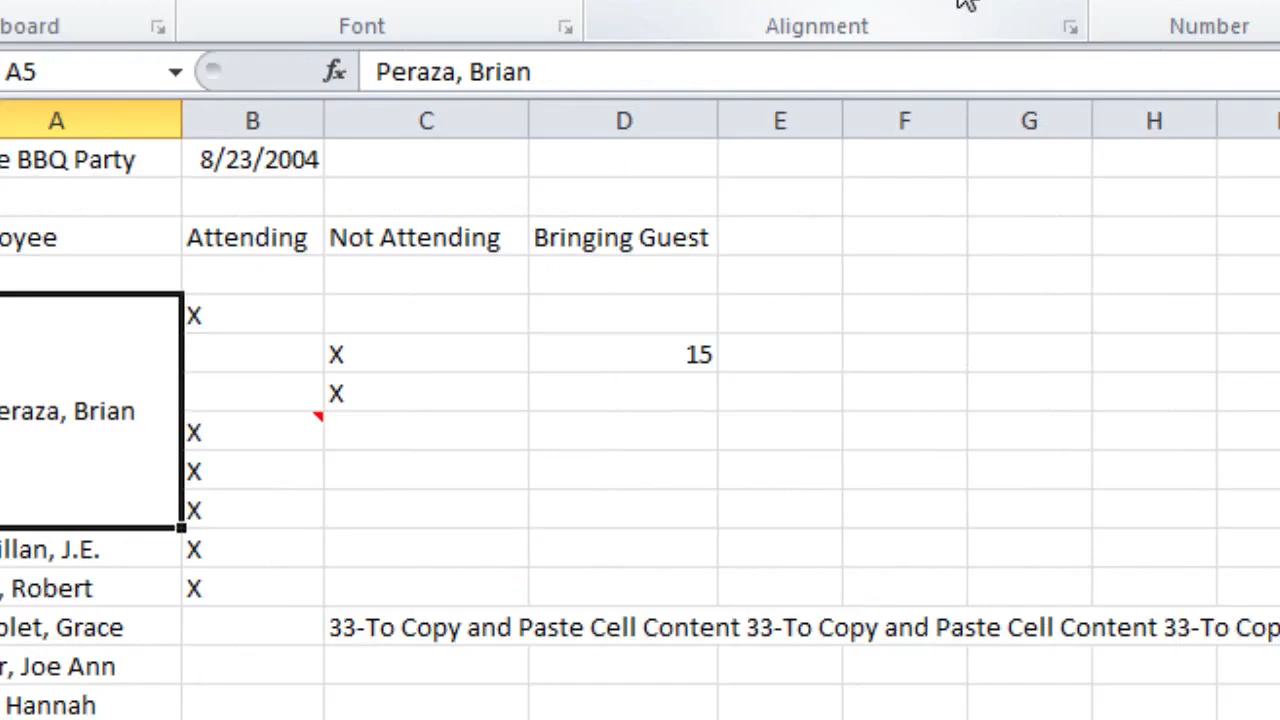 board Font Alignment Number
A5 fx Peraza, Brian
A B C D E F G H
e BBQ Party 8/23/2004
oyee Attending Not Attending Bringing Guest
X
X 15
X
eraza, Brian
X
X
X
illan, J.E. X
, Robert X
olet, Grace 33-To Copy and Paste Cell Content 33-To Copy and Paste Cell Content 33-To Cop
r, Joe Ann
Hannah